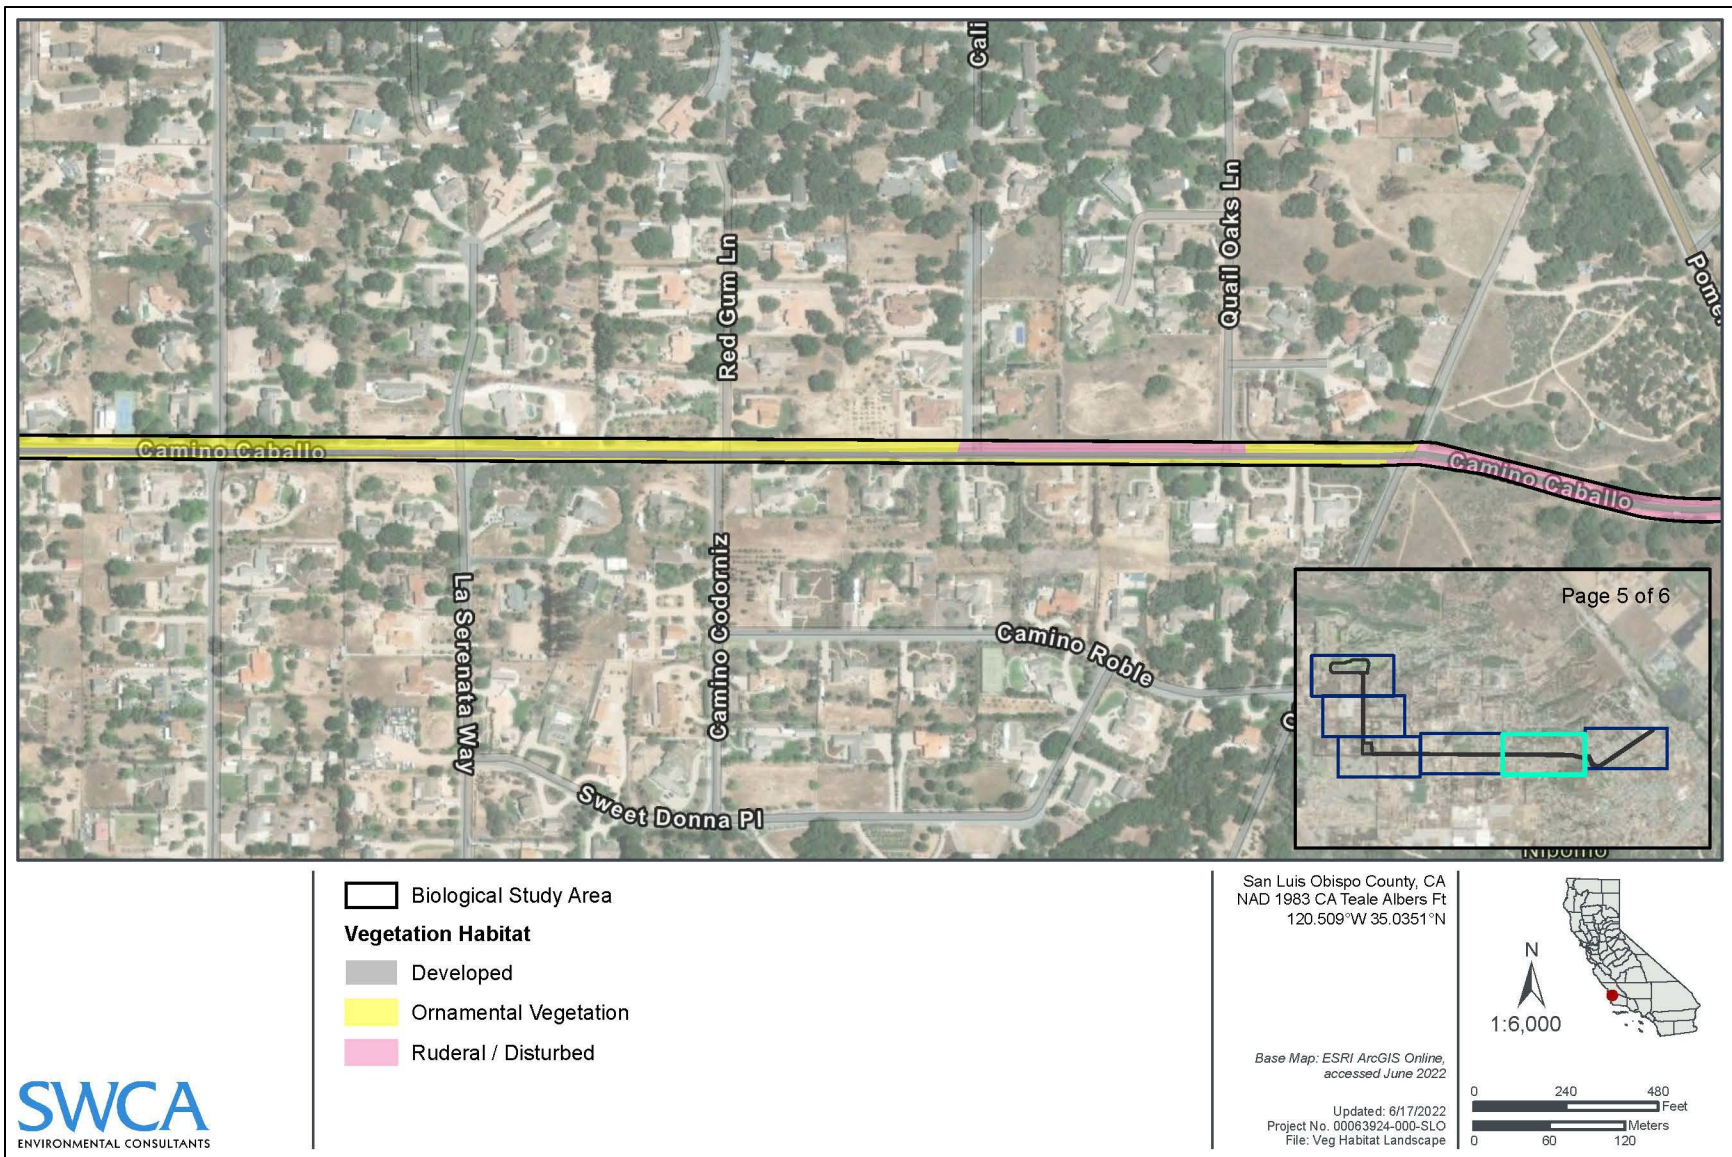 Cali
Quail Oaks Ln
Red Gum Ln
Pome
Camino Caballo
Camino Caballo
La Serenata Way
Camino Codorniz
Camino Roble
Sweet Donna Pl
Page 5 of 6
Nipomo
Biological Study Area
Vegetation Habitat
Developed
Ornamental Vegetation
Ruderal / Disturbed
SWCA
ENVIRONMENTAL CONSULTANTS
San Luis Obispo County, CA
NAD 1983 CA Teale Albers Ft
120.509°W 35.0351°N
Base Map: ESRI ArcGIS Online,
accessed June 2022
Updated: 6/17/2022
Project No. 00063924-000-SLO
File: Veg Habitat Landscape
N
1:6,000
0 240 480
Feet
Meters
0 60 120